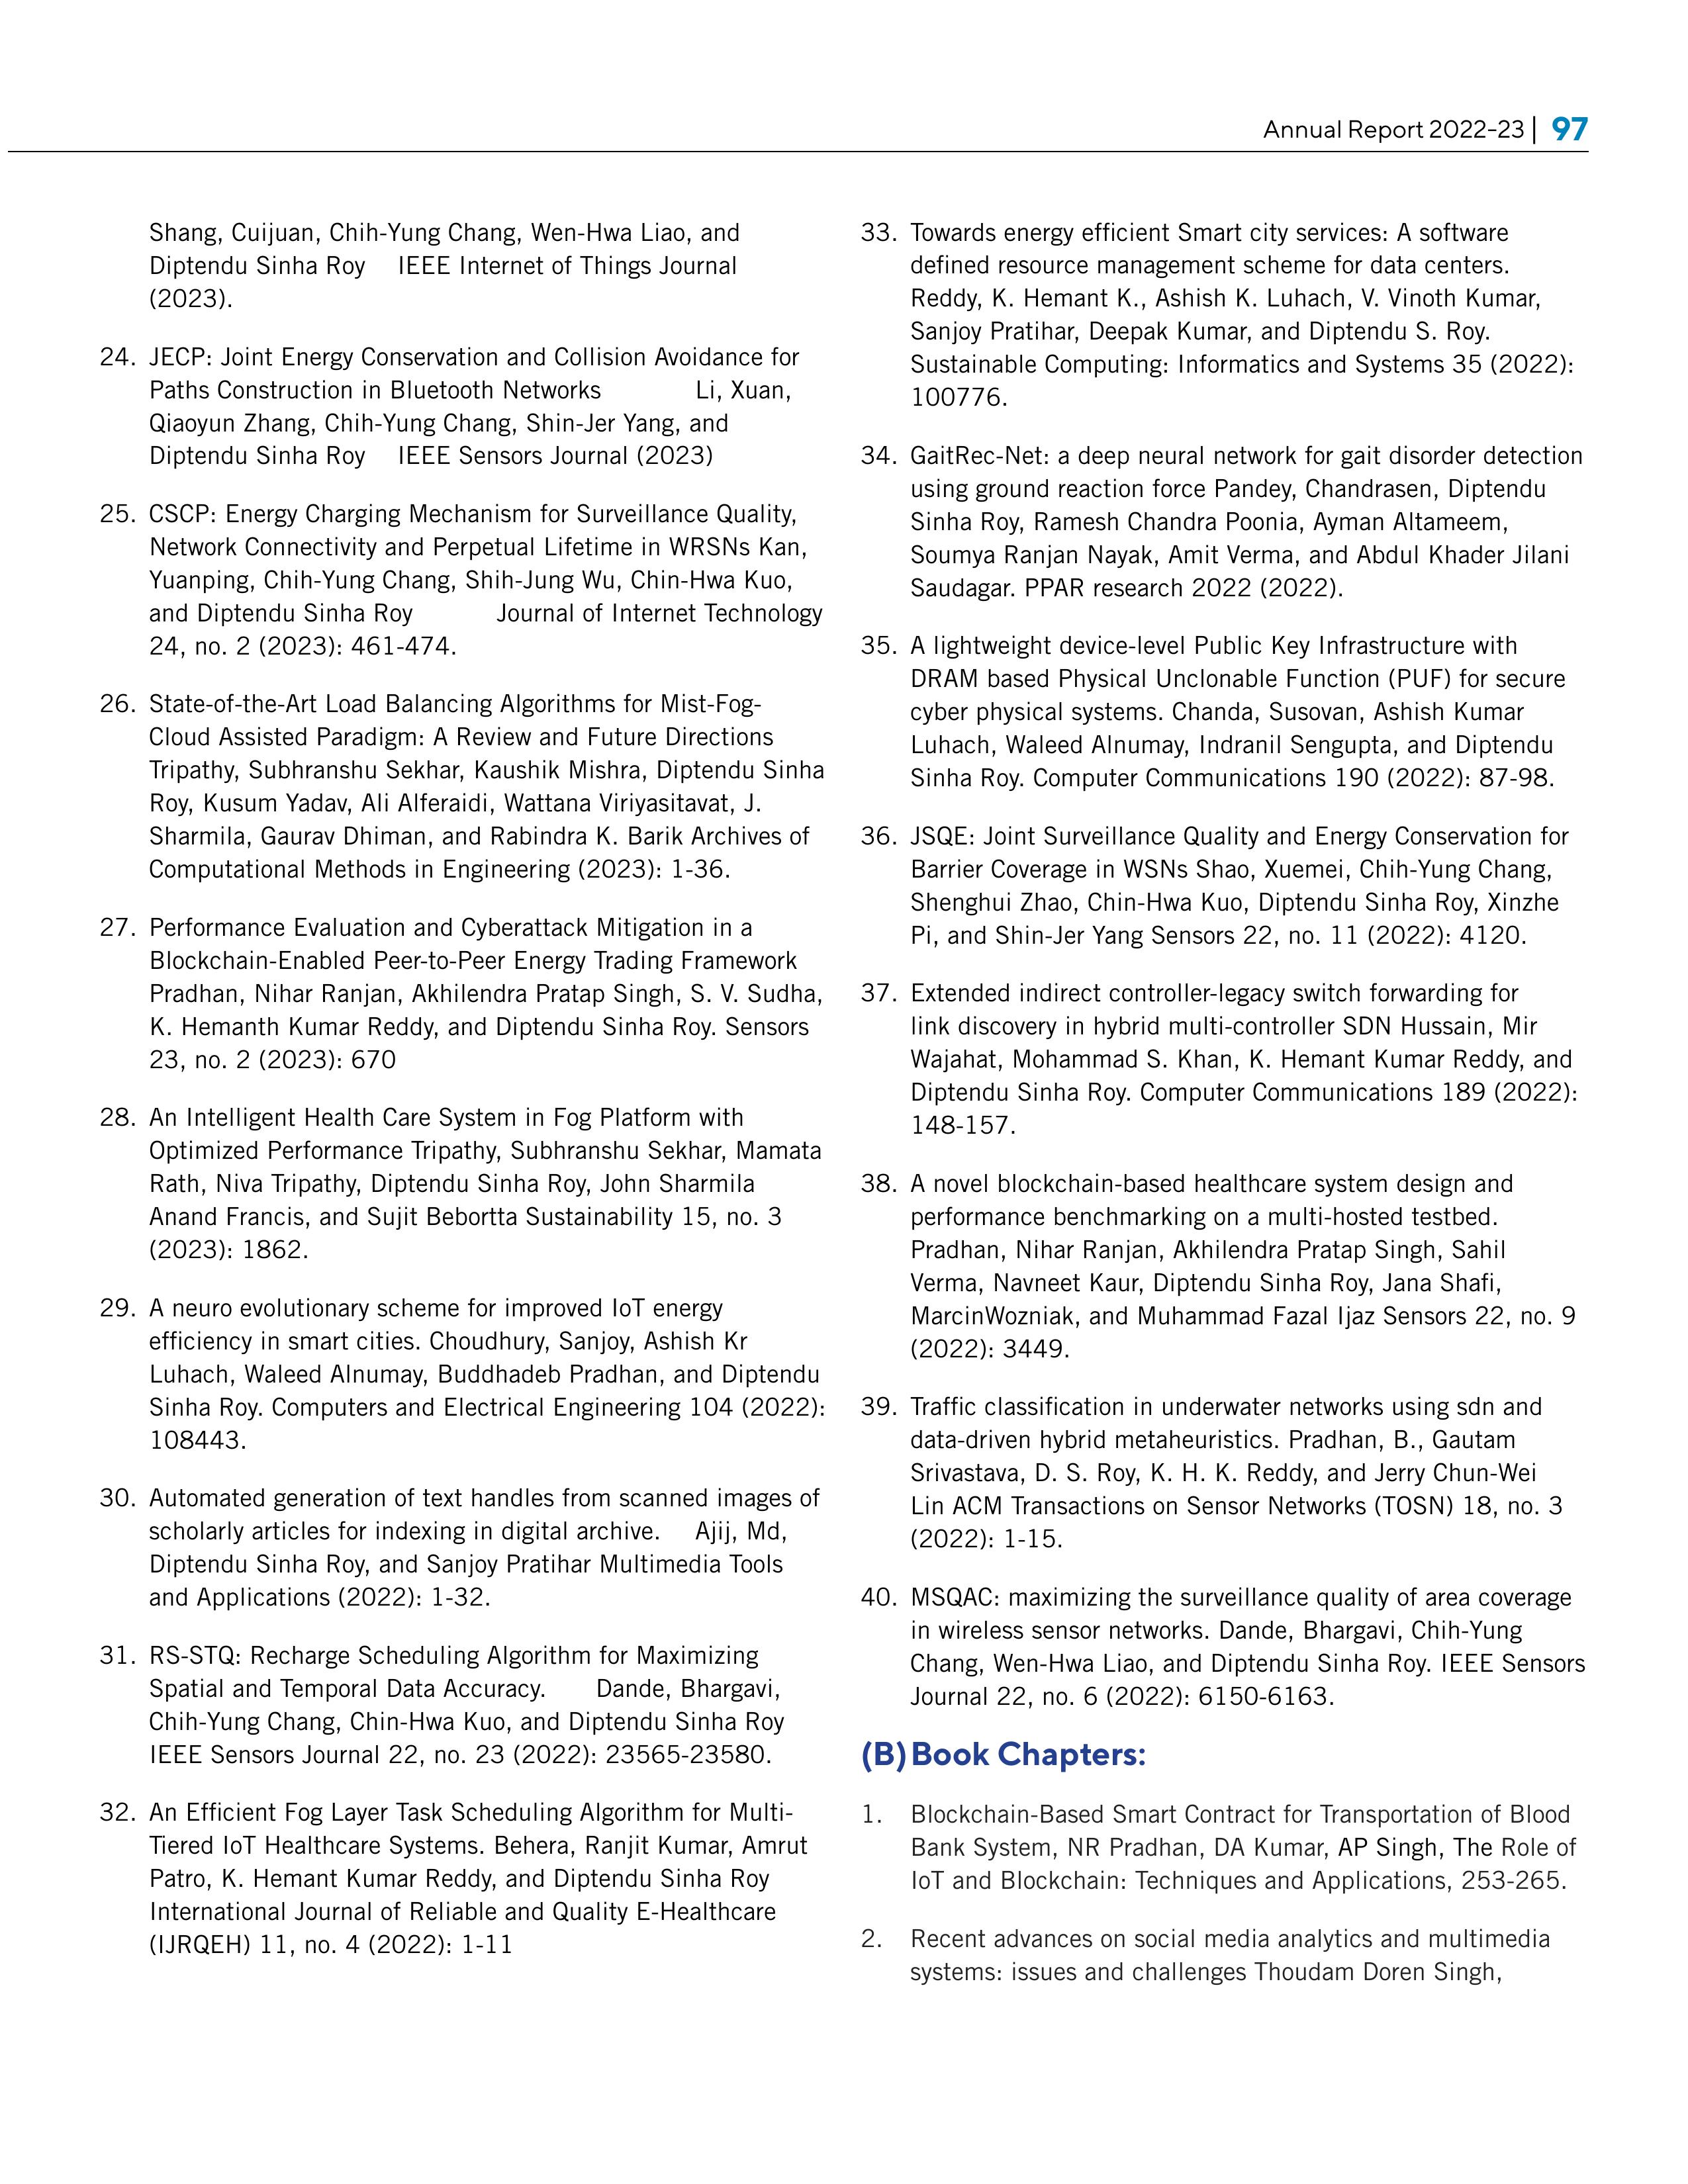 Annual Report 2022-23 | 97
Shang, Cuijuan, Chih-Yung Chang, Wen-Hwa Liao, and
Diptendu Sinha Roy IEEE Internet of Things Journal
(2023).
24. JECP: Joint Energy Conservation and Collision Avoidance for
Paths Construction in Bluetooth Networks Li, Xuan,
Qiaoyun Zhang, Chih-Yung Chang, Shin-Jer Yang, and
Diptendu Sinha Roy IEEE Sensors Journal (2023)
25. CSCP: Energy Charging Mechanism for Surveillance Quality,
Network Connectivity and Perpetual Lifetime in WRSNs Kan,
Yuanping, Chih-Yung Chang, Shih-Jung Wu, Chin-Hwa Kuo,
and Diptendu Sinha Roy Journal of Internet Technology
24, no. 2 (2023): 461-474.
26. State-of-the-Art Load Balancing Algorithms for Mist-Fog-
Cloud Assisted Paradigm: A Review and Future Directions
Tripathy, Subhranshu Sekhar, Kaushik Mishra, Diptendu Sinha
Roy, Kusum Yadav, Ali Alferaidi, Wattana Viriyasitavat, J.
Sharmila, Gaurav Dhiman, and Rabindra K. Barik Archives of
Computational Methods in Engineering (2023): 1-36.
27. Performance Evaluation and Cyberattack Mitigation in a
Blockchain-Enabled Peer-to-Peer Energy Trading Framework
Pradhan, Nihar Ranjan, Akhilendra Pratap Singh, S. V. Sudha,
K. Hemanth Kumar Reddy, and Diptendu Sinha Roy. Sensors
23, no. 2 (2023): 670
28. An Intelligent Health Care System in Fog Platform with
Optimized Performance Tripathy, Subhranshu Sekhar, Mamata
Rath, Niva Tripathy, Diptendu Sinha Roy, John Sharmila
Anand Francis, and Sujit Bebortta Sustainability 15, no. 3
(2023): 1862.
29. A neuro evolutionary scheme for improved IoT energy
efficiency in smart cities. Choudhury, Sanjoy, Ashish Kr
Luhach, Waleed Alnumay, Buddhadeb Pradhan, and Diptendu
Sinha Roy. Computers and Electrical Engineering 104 (2022):
108443.
30. Automated generation of text handles from scanned images of
scholarly articles for indexing in digital archive. Ajij, Md,
Diptendu Sinha Roy, and Sanjoy Pratihar Multimedia Tools
and Applications (2022): 1-32.
31. RS-STQ: Recharge Scheduling Algorithm for Maximizing
Spatial and Temporal Data Accuracy. Dande, Bhargavi,
Chih-Yung Chang, Chin-Hwa Kuo, and Diptendu Sinha Roy
IEEE Sensors Journal 22, no. 23 (2022): 23565-23580.
32. An Efficient Fog Layer Task Scheduling Algorithm for Multi-
Tiered IoT Healthcare Systems. Behera, Ranjit Kumar, Amrut
Patro, K. Hemant Kumar Reddy, and Diptendu Sinha Roy
International Journal of Reliable and Quality E-Healthcare
(IJRQEH) 11, no. 4 (2022): 1-11
33. Towards energy efficient Smart city services: A software
defined resource management scheme for data centers.
Reddy, K. Hemant K., Ashish K. Luhach, V. Vinoth Kumar,
Sanjoy Pratihar, Deepak Kumar, and Diptendu S. Roy.
Sustainable Computing: Informatics and Systems 35 (2022):
100776.
34. GaitRec-Net: a deep neural network for gait disorder detection
using ground reaction force Pandey, Chandrasen, Diptendu
Sinha Roy, Ramesh Chandra Poonia, Ayman Altameem,
Soumya Ranjan Nayak, Amit Verma, and Abdul Khader Jilani
Saudagar. PPAR research 2022 (2022).
35. A lightweight device-level Public Key Infrastructure with
DRAM based Physical Unclonable Function (PUF) for secure
cyber physical systems. Chanda, Susovan, Ashish Kumar
Luhach, Waleed Alnumay, Indranil Sengupta, and Diptendu
Sinha Roy. Computer Communications 190 (2022): 87-98.
36. JSQE: Joint Surveillance Quality and Energy Conservation for
Barrier Coverage in WSNs Shao, Xuemei, Chih-Yung Chang,
Shenghui Zhao, Chin-Hwa Kuo, Diptendu Sinha Roy, Xinzhe
Pi, and Shin-Jer Yang Sensors 22, no. 11 (2022): 4120.
37. Extended indirect controller-legacy switch forwarding for
link discovery in hybrid multi-controller SDN Hussain, Mir
Wajahat, Mohammad S. Khan, K. Hemant Kumar Reddy, and
Diptendu Sinha Roy. Computer Communications 189 (2022):
148-157.
38. A novel blockchain-based healthcare system design and
performance benchmarking on a multi-hosted testbed.
Pradhan, Nihar Ranjan, Akhilendra Pratap Singh, Sahil
Verma, Navneet Kaur, Diptendu Sinha Roy, Jana Shafi,
MarcinWozniak, and Muhammad Fazal Ijaz Sensors 22, no. 9
(2022): 3449.
39. Traffic classification in underwater networks using sdn and
data-driven hybrid metaheuristics. Pradhan, B., Gautam
Srivastava, D. S. Roy, K. H. K. Reddy, and Jerry Chun-Wei
Lin ACM Transactions on Sensor Networks (TOSN) 18, no. 3
(2022): 1-15.
40. MSQAC: maximizing the surveillance quality of area coverage
in wireless sensor networks. Dande, Bhargavi, Chih-Yung
Chang, Wen-Hwa Liao, and Diptendu Sinha Roy. IEEE Sensors
Journal 22, no. 6 (2022): 6150-6163.
(B) Book Chapters:
1. Blockchain-Based Smart Contract for Transportation of Blood
Bank System, NR Pradhan, DA Kumar, AP Singh, The Role of
IoT and Blockchain: Techniques and Applications, 253-265.
2. Recent advances on social media analytics and multimedia
systems: issues and challenges Thoudam Doren Singh,